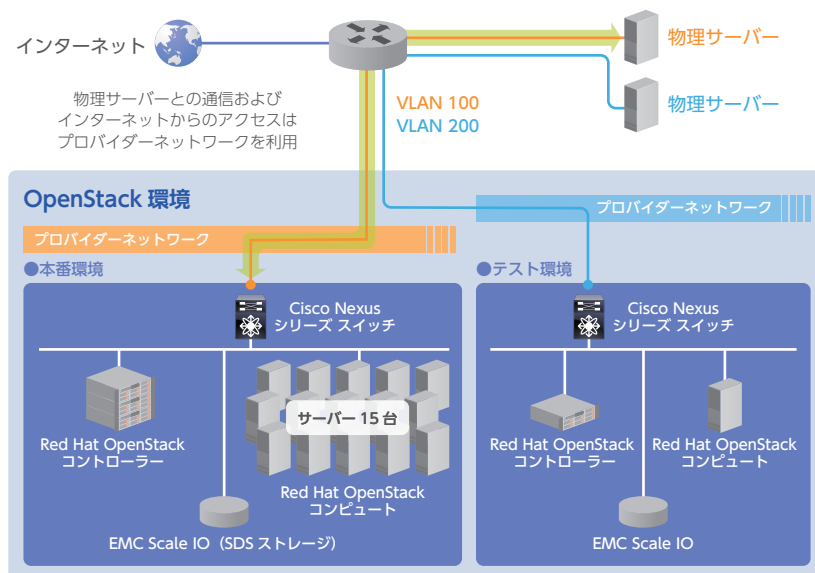 インターネット
物理サーバー
物理サーバー
物理サーバーとの通信および
インターネットからのアクセスは
プロバイダーネットワークを利用
VLAN 100
VLAN 200
OpenStack 環境
プロバイダーネットワーク
プロバイダーネットワーク
●本番環境
●テスト環境
Cisco Nexus
シリーズ スイッチ
サーバー 15 台
Red Hat OpenStack
コントローラー
Red Hat OpenStack
コンピュート
EMC Scale IO（SDS ストレージ）
Cisco Nexus
シリーズ スイッチ
Red Hat OpenStack
コントローラー
Red Hat OpenStack
コンピュート
EMC Scale IO